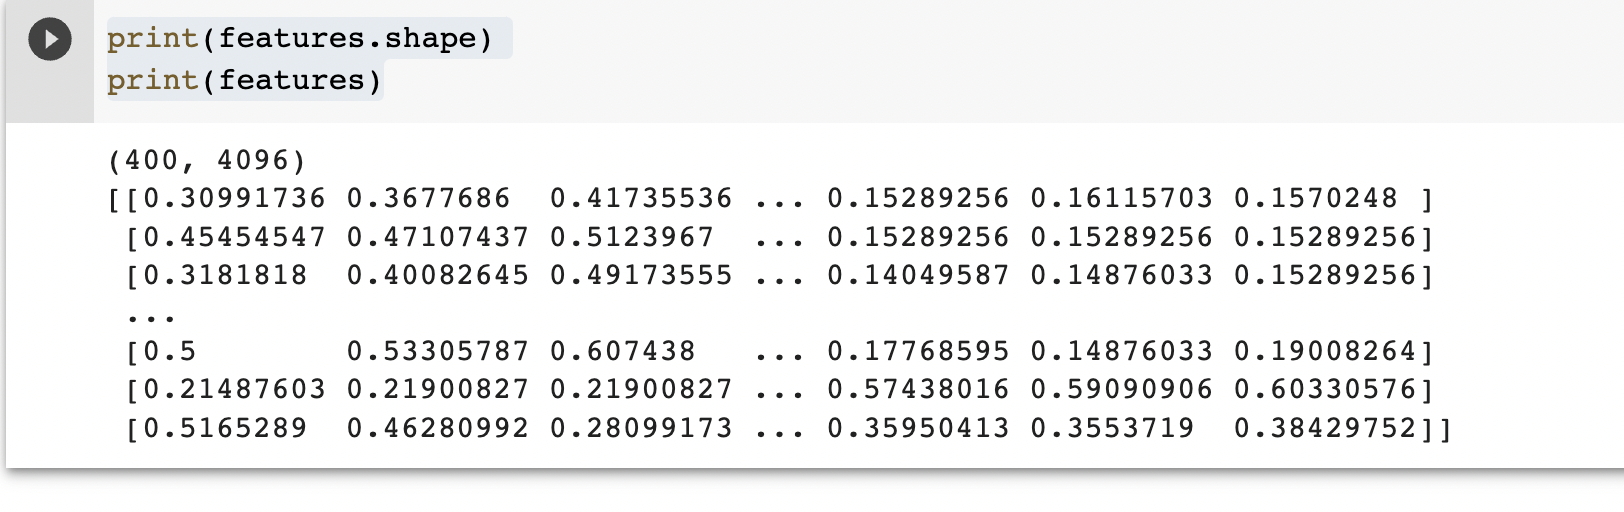 print(features.shape)
print(features)
(400, 4096)
[[0.30991736 0.3677686  0.41735536 ... 0.15289256 0.16115703 0.1570248 ]
 [0.45454547 0.47107437 0.5123967  ... 0.15289256 0.15289256 0.15289256]
 [0.3181818  0.40082645 0.49173555 ... 0.14049587 0.14876033 0.15289256]
 ...
 [0.5        0.53305787 0.607438   ... 0.17768595 0.14876033 0.19008264]
 [0.21487603 0.21900827 0.21900827 ... 0.57438016 0.59090906 0.60330576]
 [0.5165289  0.46280992 0.28099173 ... 0.35950413 0.3553719  0.38429752]]